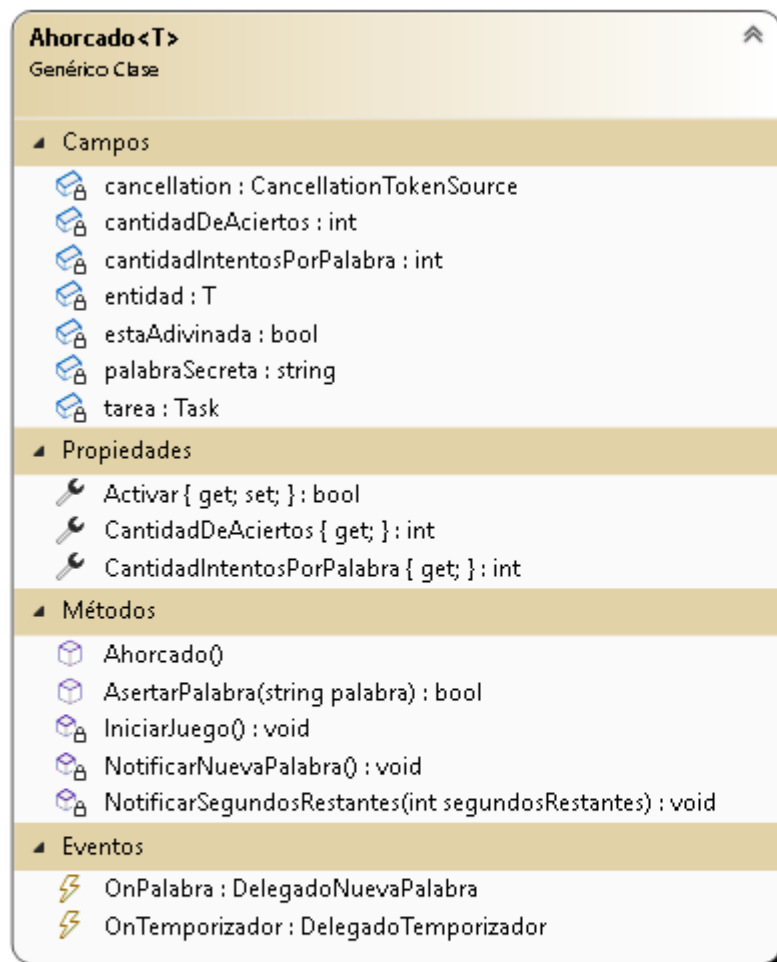 Ahorcado<T>
Genérico Clase
Campos
cancellation : CancellationTokenSource
cantidadDeAciertos : int
cantidadIntentosPorPalabra : int
entidad : T
estaAdivinada : bool
palabraSecreta : string
tarea : Task
Propiedades
Activar { get; set; } : bool
CantidadDeAciertos { get; } : int
CantidadIntentosPorPalabra { get; } : int
Métodos
Ahorcado()
AsertarPalabra(string palabra) : bool
IniciarJuego() : void
NotificarNuevaPalabra() : void
NotificarSegundosRestantes(int segundosRestantes) : void
Eventos
OnPalabra : DelegadoNuevaPalabra
OnTemporizador : DelegadoTemporizador